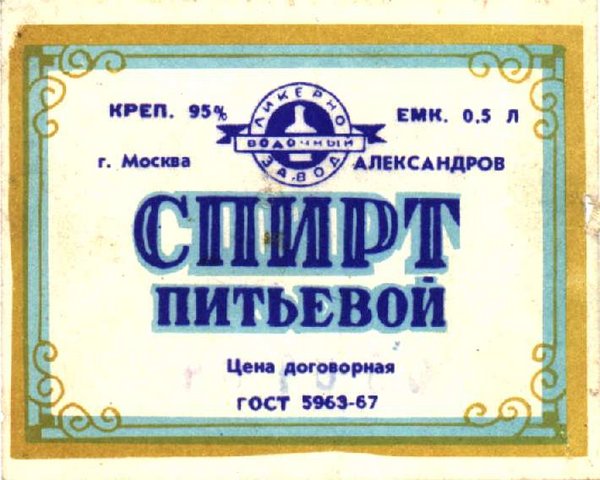 КРЕП. 95%
ЛИКЕРНО
ВОДОЧНЫЙ
ЗАВОД
ЕМК. 0,5 Л
г. Москва
АЛЕКСАНДРОВ
СПИРТ
ПИТЬЕВОЙ
Цена договорная
ГОСТ 5963-67